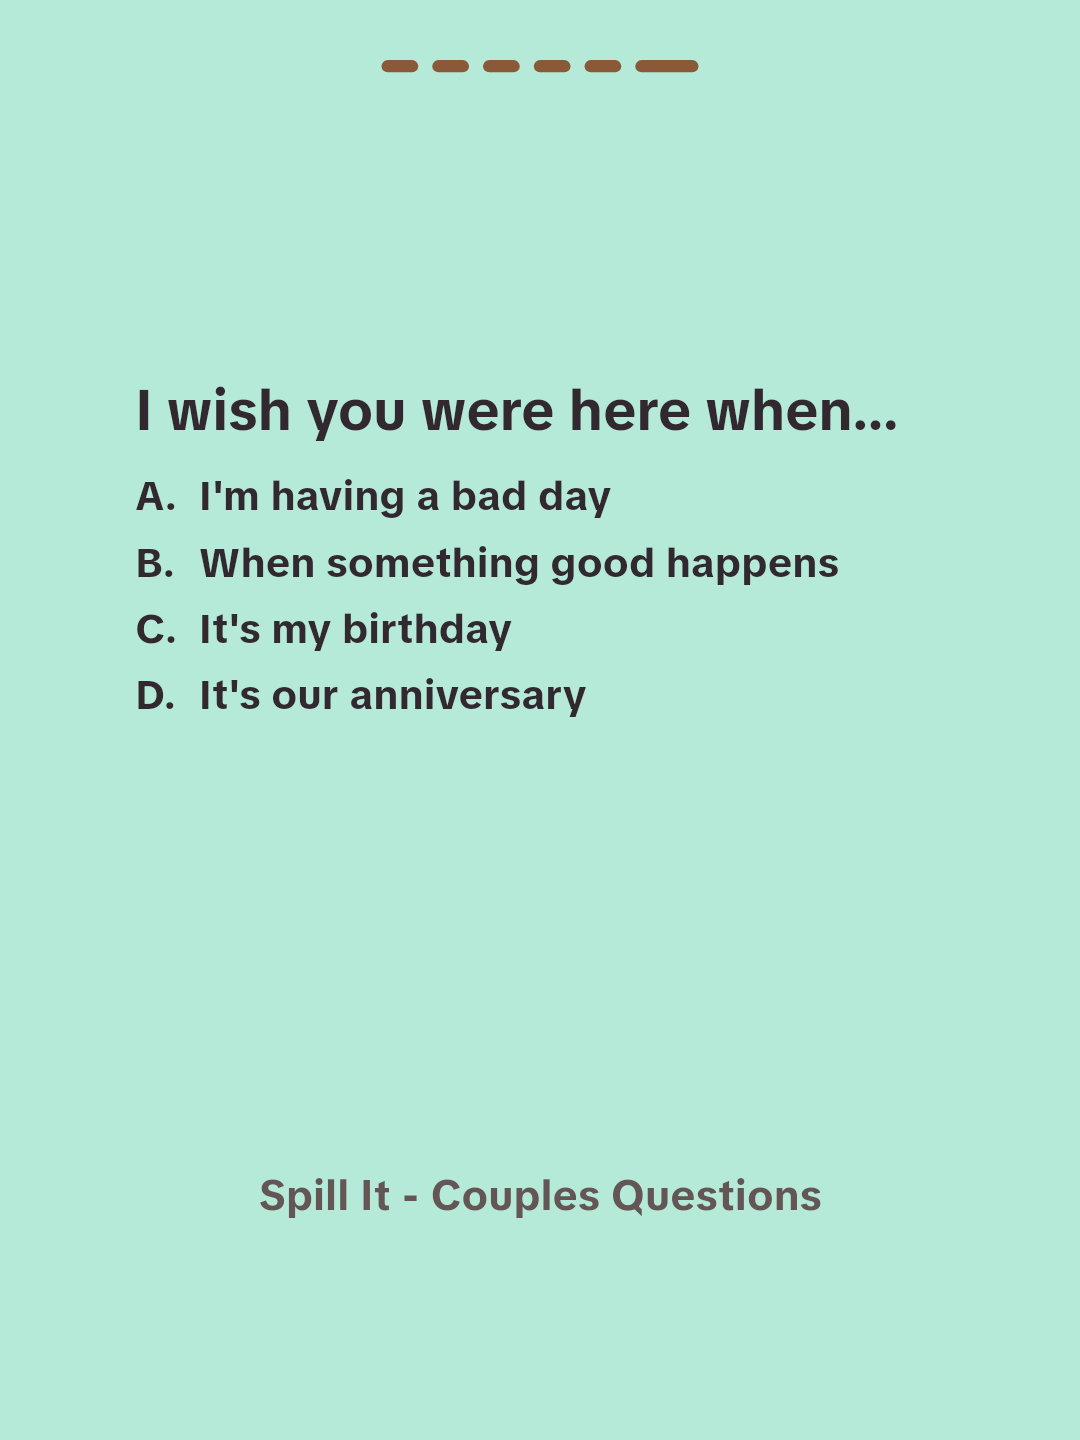 I wish you were here when...
A. I'm having a bad day
B. When something good happens
C. It's my birthday
D. It's our anniversary
Spill It - Couples Questions